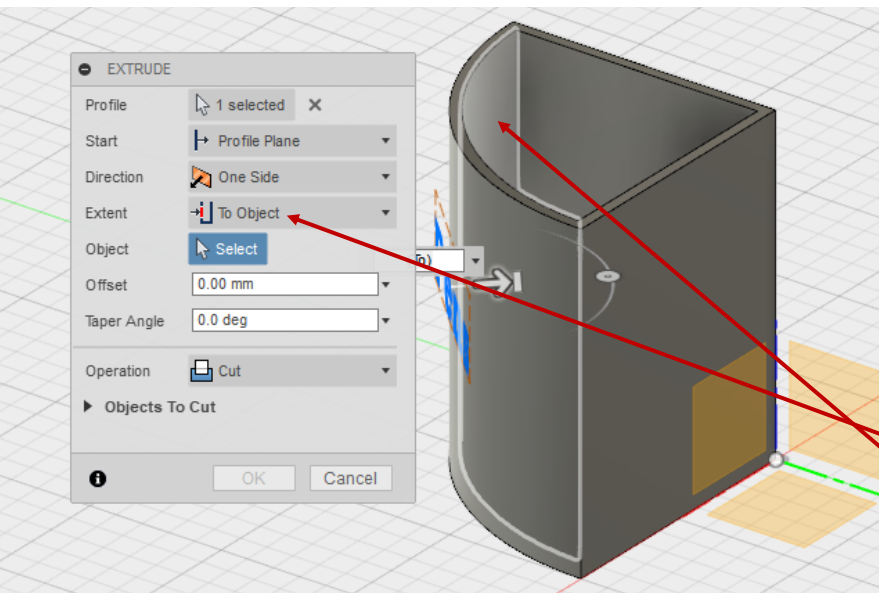 EXTRUDE
Profile 1 selected
Start Profile Plane
Direction One Side
Extent To Object
Object Select
Offset 0.00 mm
Taper Angle 0.0 deg
Operation Cut
Objects To Cut
OK Cancel